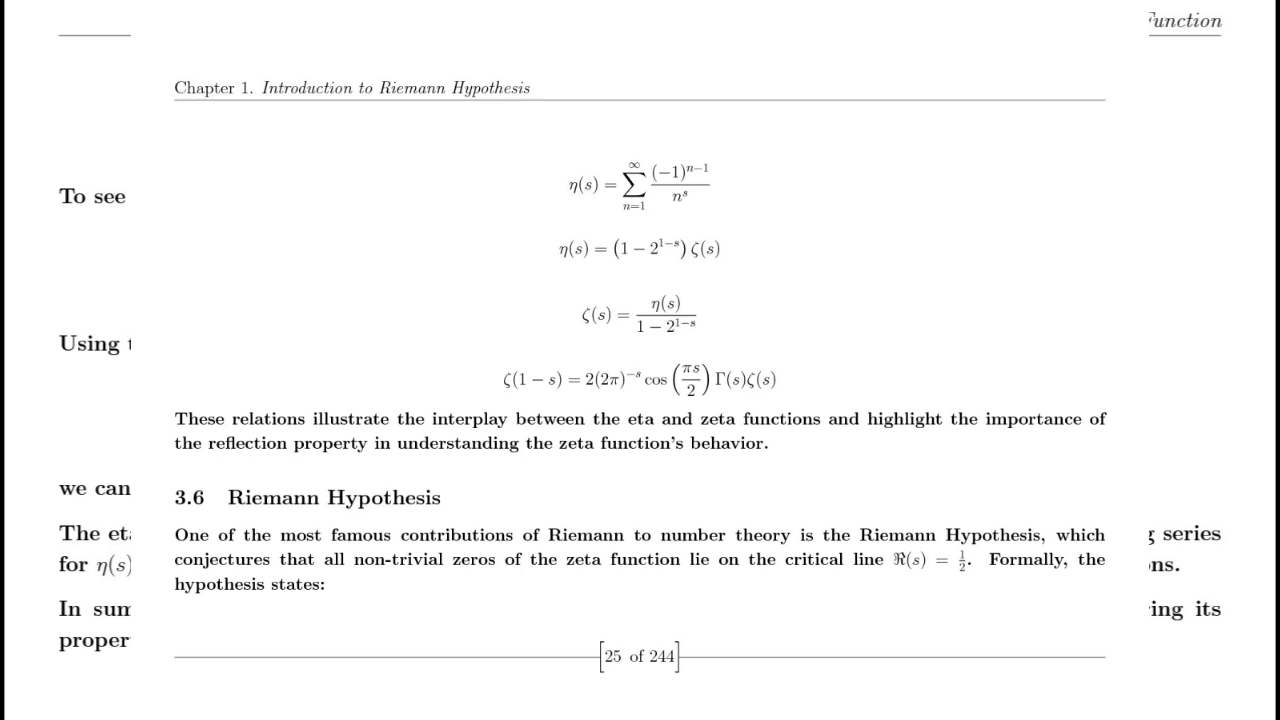 Function
Chapter 1. Introduction to Riemann Hypothesis
η(s) = ∑_{n=1}^{∞} (−1)^{n−1} / n^s
To see
η(s) = (1 − 2^{1−s}) ζ(s)
ζ(s) = η(s) / (1 − 2^{1−s})
Using
ζ(1 − s) = 2(2π)^{−s} cos(πs/2) Γ(s)ζ(s)
These relations illustrate the interplay between the eta and zeta functions and highlight the importance of
the reflection property in understanding the zeta function's behavior.
we can
3.6 Riemann Hypothesis
The
One of the most famous contributions of Riemann to number theory is the Riemann Hypothesis, which
series
for η(s)
conjectures that all non-trivial zeros of the zeta function lie on the critical line ℜ(s) = 1/2. Formally, the
hypothesis states:
In
its
[25 of 244]